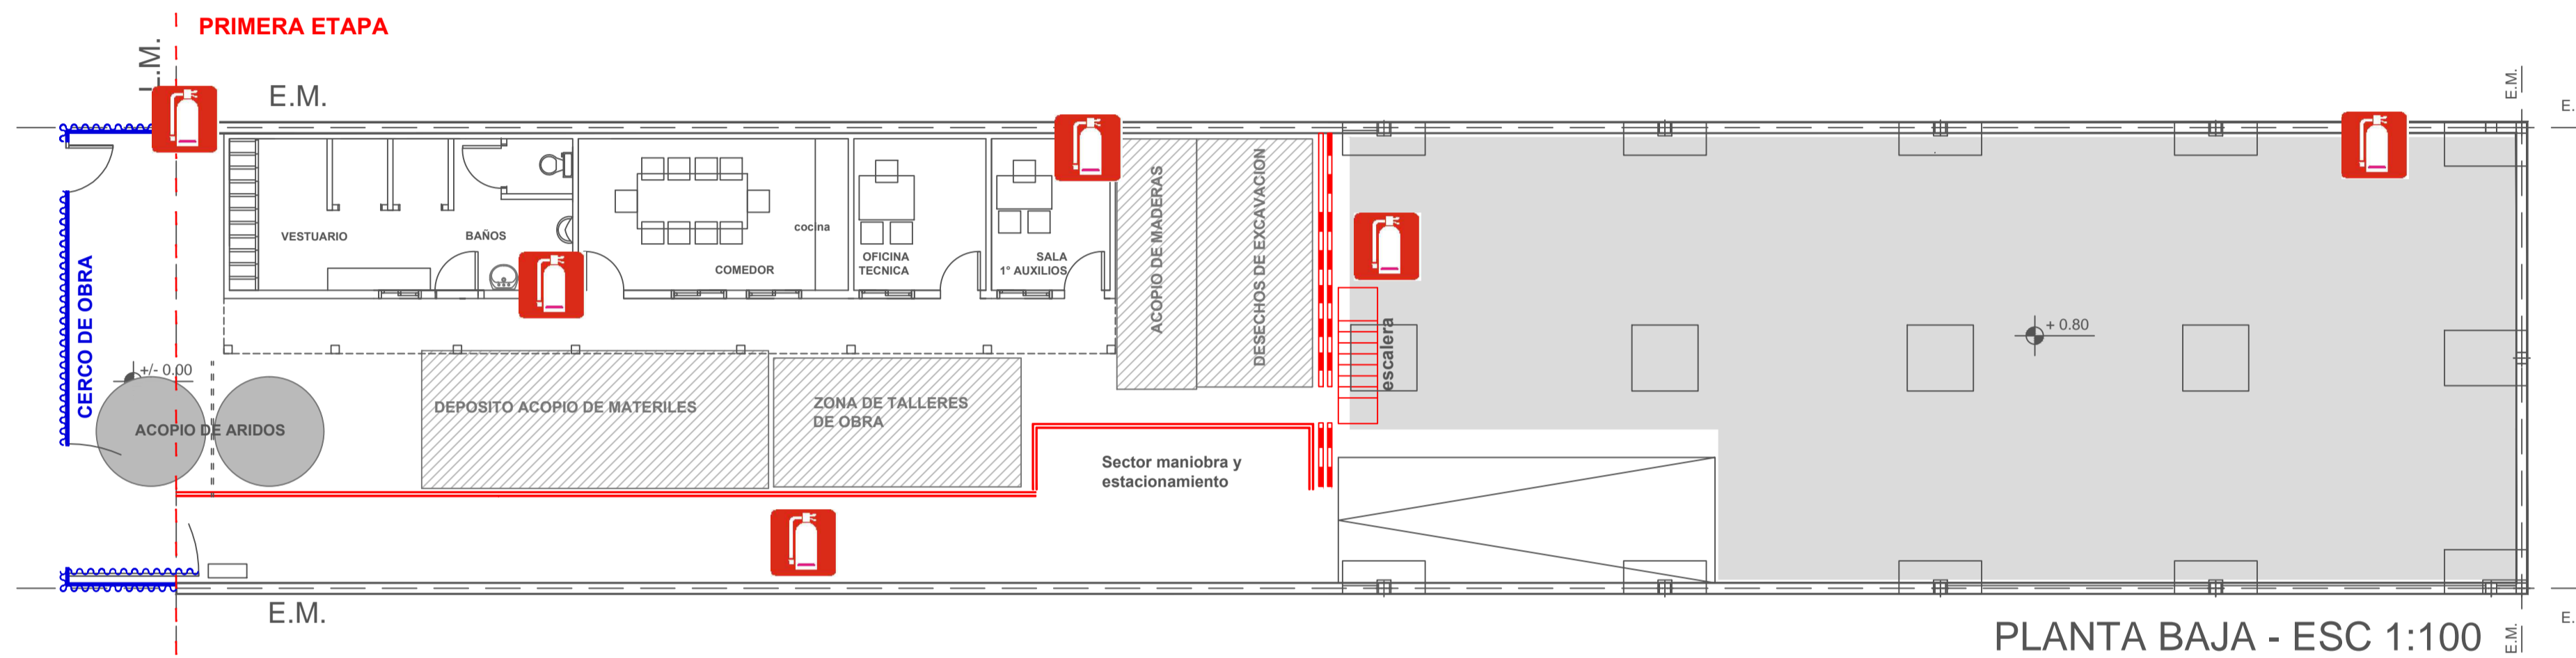 PRIMERA ETAPA
L.M.
E.M.
E.M.
E.
VESTUARIO
BAÑOS
COMEDOR
cocina
OFICINA
TECNICA
SALA
1° AUXILIOS
ACOPIO DE MADERAS
DESECHOS DE EXCAVACION
CERCO DE OBRA
+/- 0.00
ACOPIO DE ARIDOS
DEPOSITO ACOPIO DE MATERILES
ZONA DE TALLERES
DE OBRA
Sector maniobra y
estacionamiento
escalera
+ 0.80
E.M.
E.M.
E.
PLANTA BAJA - ESC 1:100